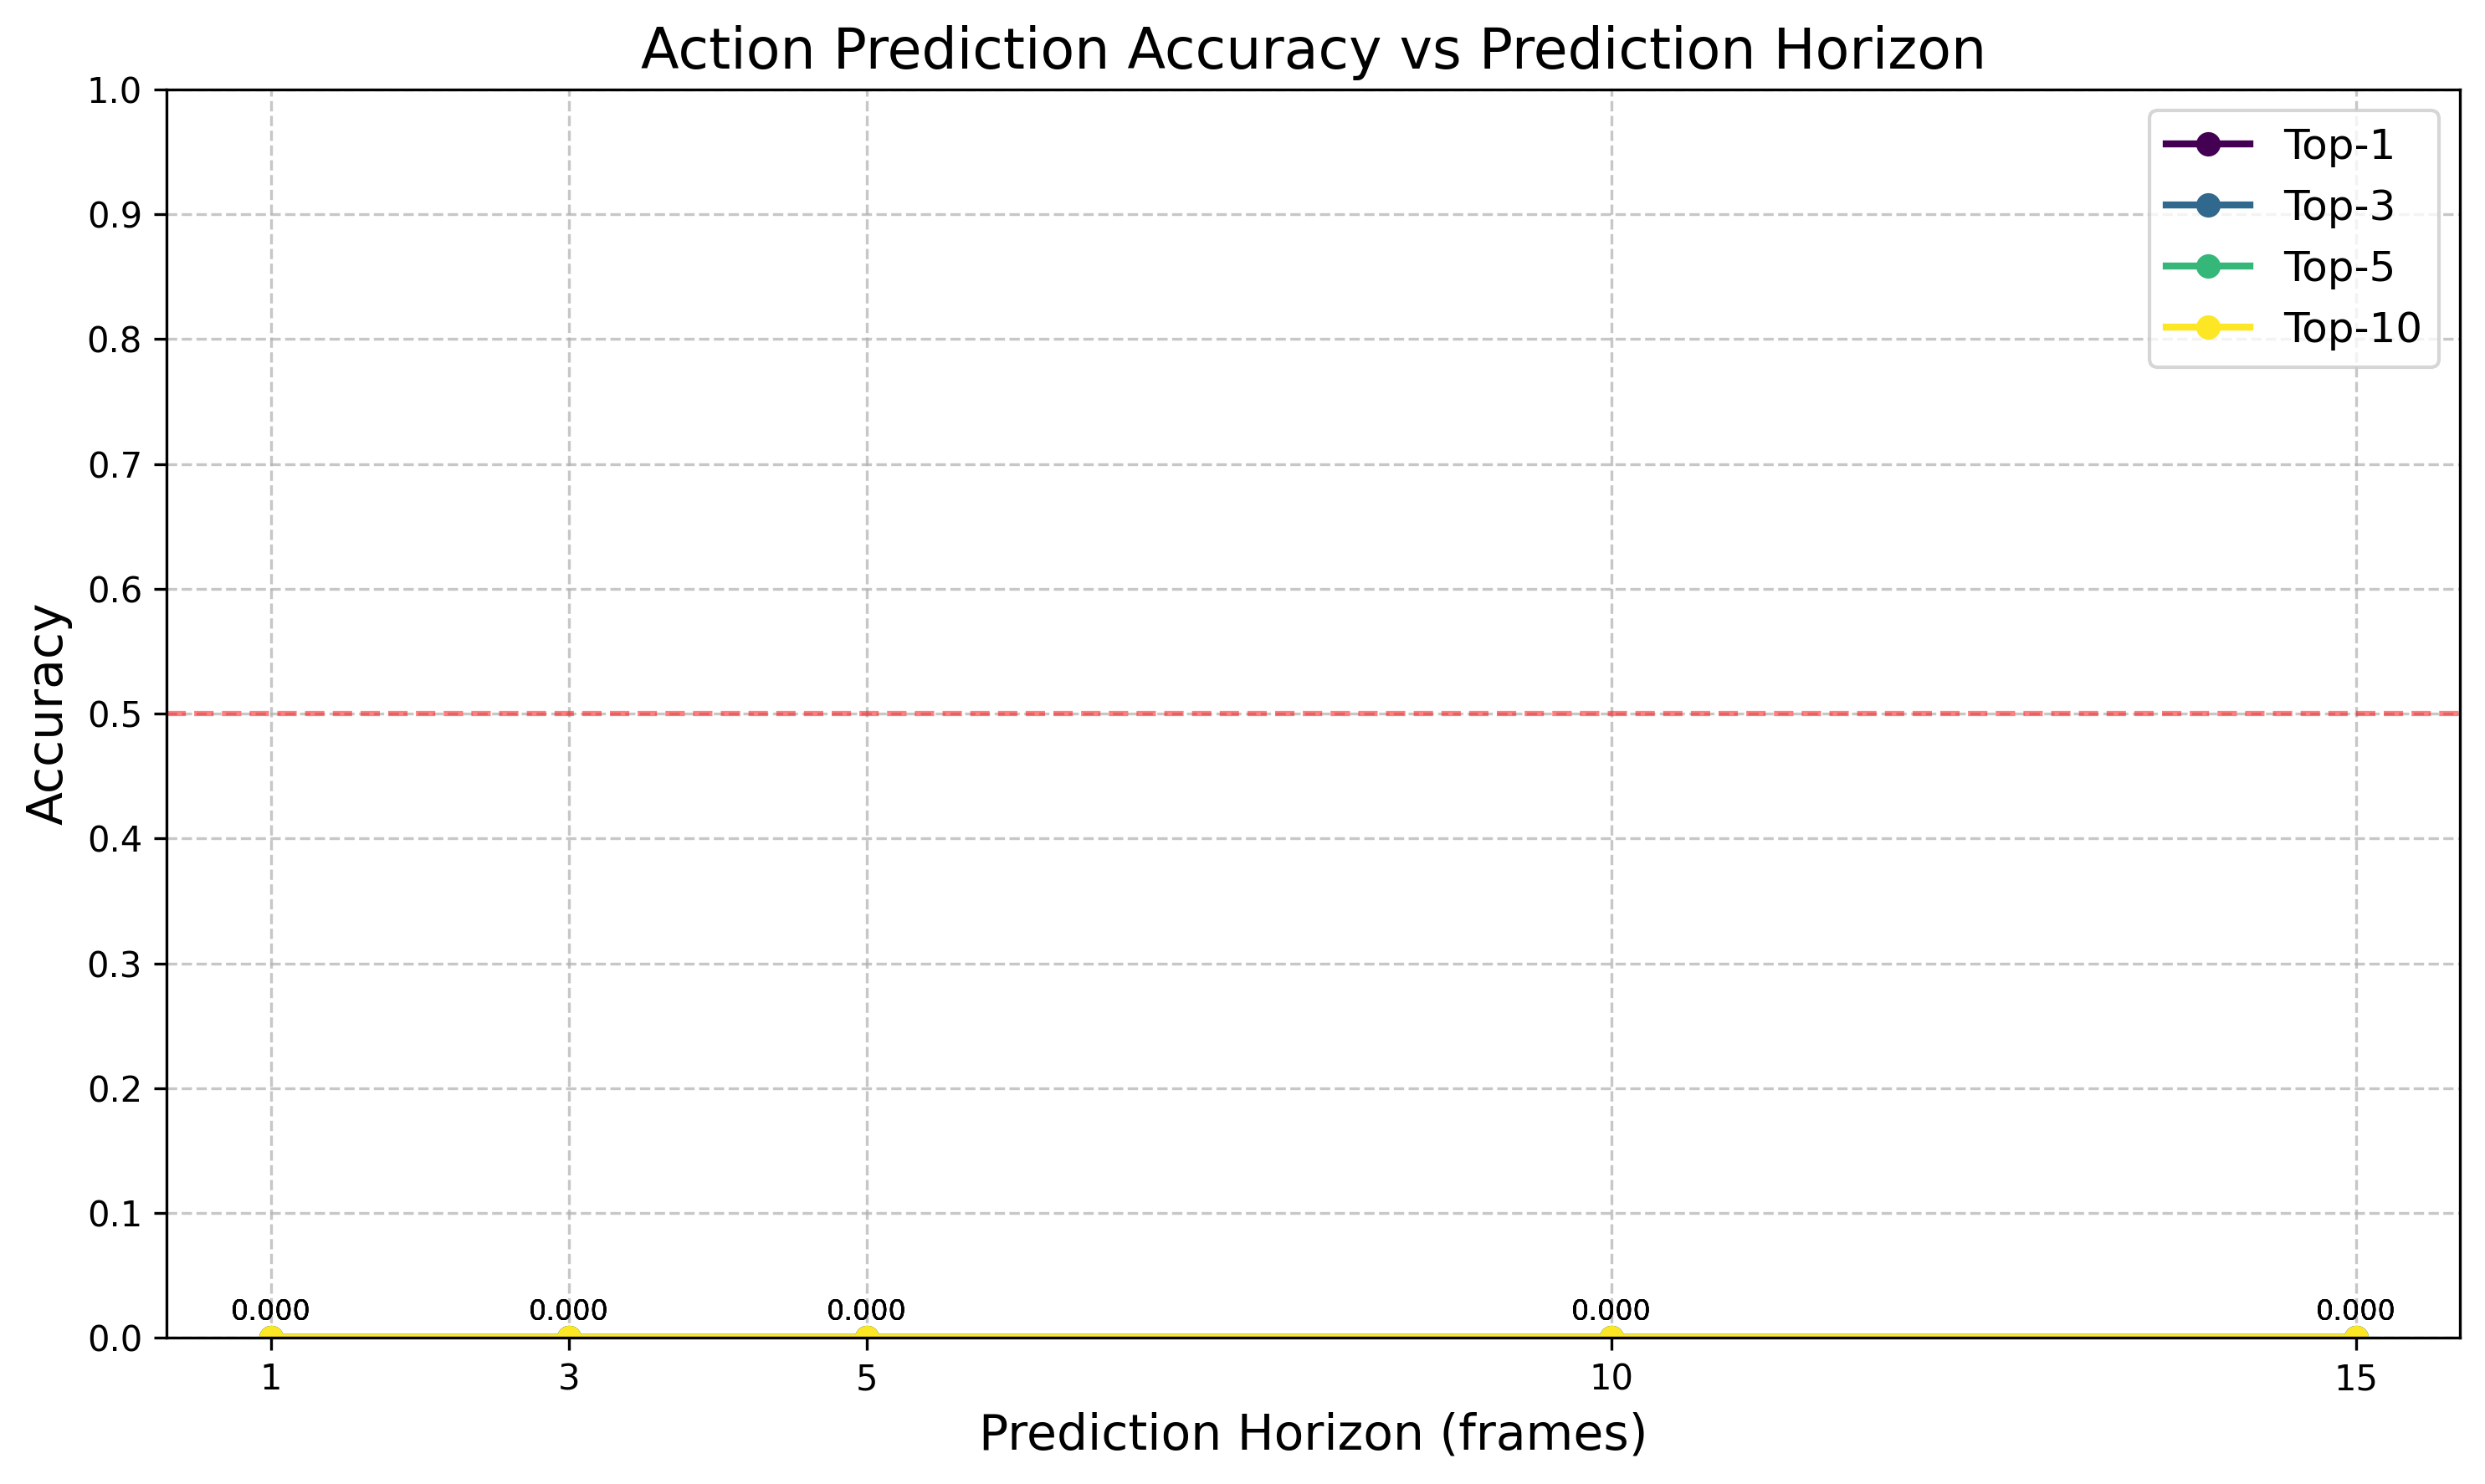 Action Prediction Accuracy vs Prediction Horizon
1.0
0.9
0.8
0.7
0.6
0.5
0.4
0.3
0.2
0.1
0.0
Accuracy
Top-1
Top-3
Top-5
Top-10
0.000 0.000 0.000 0.000 0.000
1 3 5 10 15
Prediction Horizon (frames)